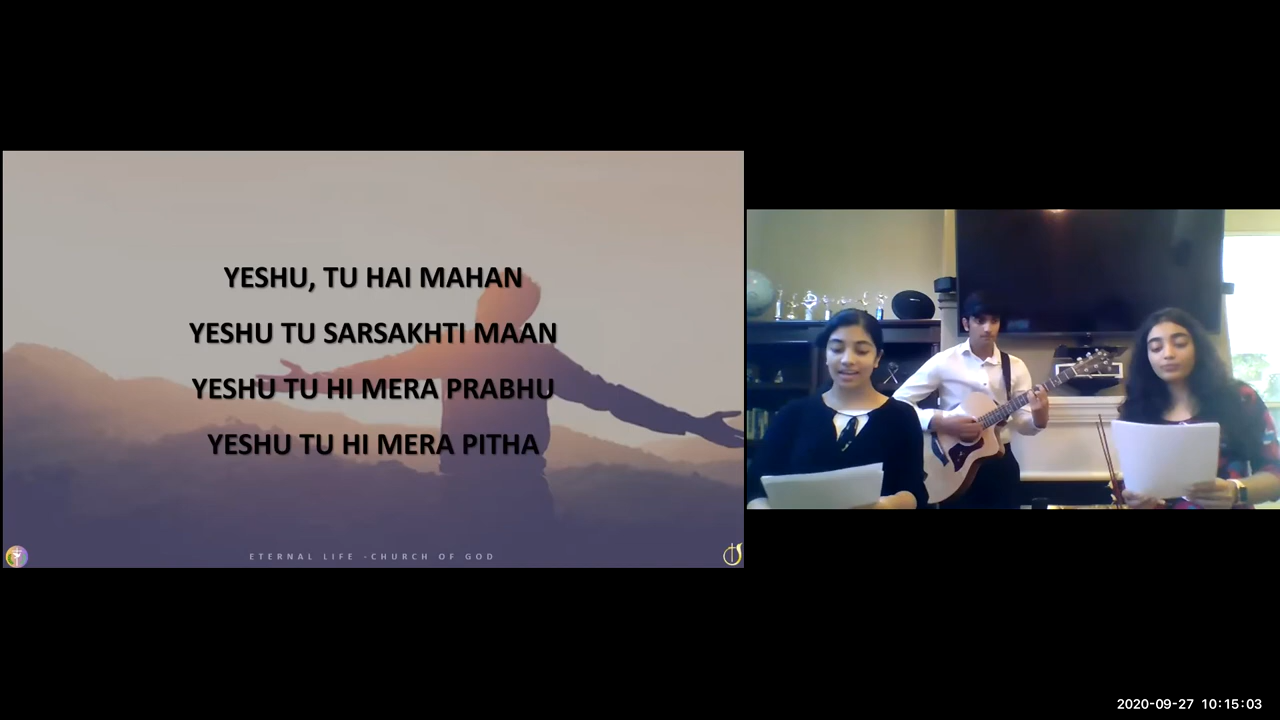 YESHU, TU HAI MAHAN
YESHU TU SARSAKHTI MAAN
YESHU TU HI MERA PRABHU
YESHU TU HI MERA PITHA
ETERNAL LIFE -CHURCH OF GOD
2020-09-27 10:15:03